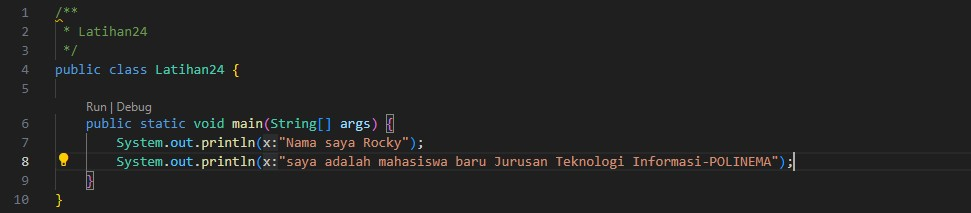 1 /**
2 * Latihan24
3 */
4 public class Latihan24 {
5
Run | Debug
6 public static void main(String[] args) {
7 System.out.println(x:"Nama saya Rocky");
8 System.out.println(x:"saya adalah mahasiswa baru Jurusan Teknologi Informasi-POLINEMA");
9 }
10 }